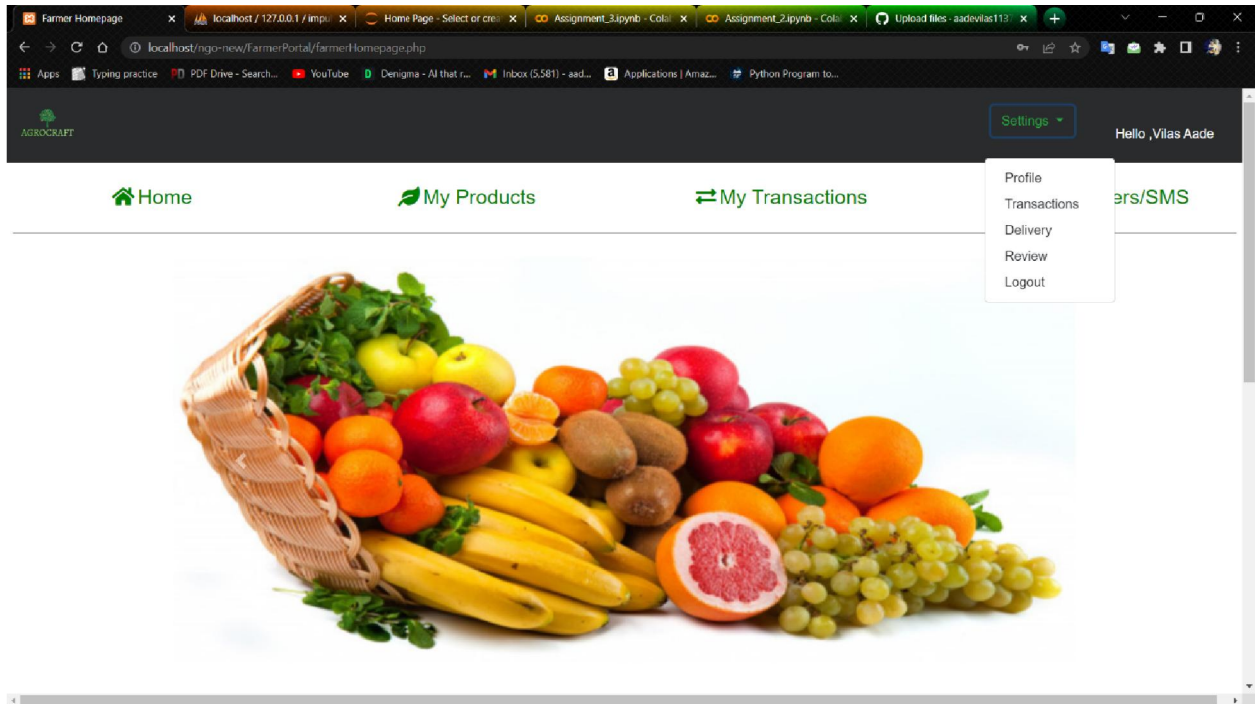 Farmer Homepage
localhost / 127.0.0.1 / impu
Home Page - Select or crea
Assignment_3.ipynb - Colal
Assignment_2.ipynb - Colal
Upload files - aadevilas1137
localhost/ngo-new/FarmerPortal/farmerHomepage.php
Apps
Typing practice
PDF Drive - Search...
YouTube
Denigma - AI that r...
Inbox (5,581) - aad...
Applications | Amaz...
Python Program to...
AGROCRAFT
Settings
Hello ,Vilas Aade
Home
My Products
My Transactions
ers/SMS
Profile
Transactions
Delivery
Review
Logout